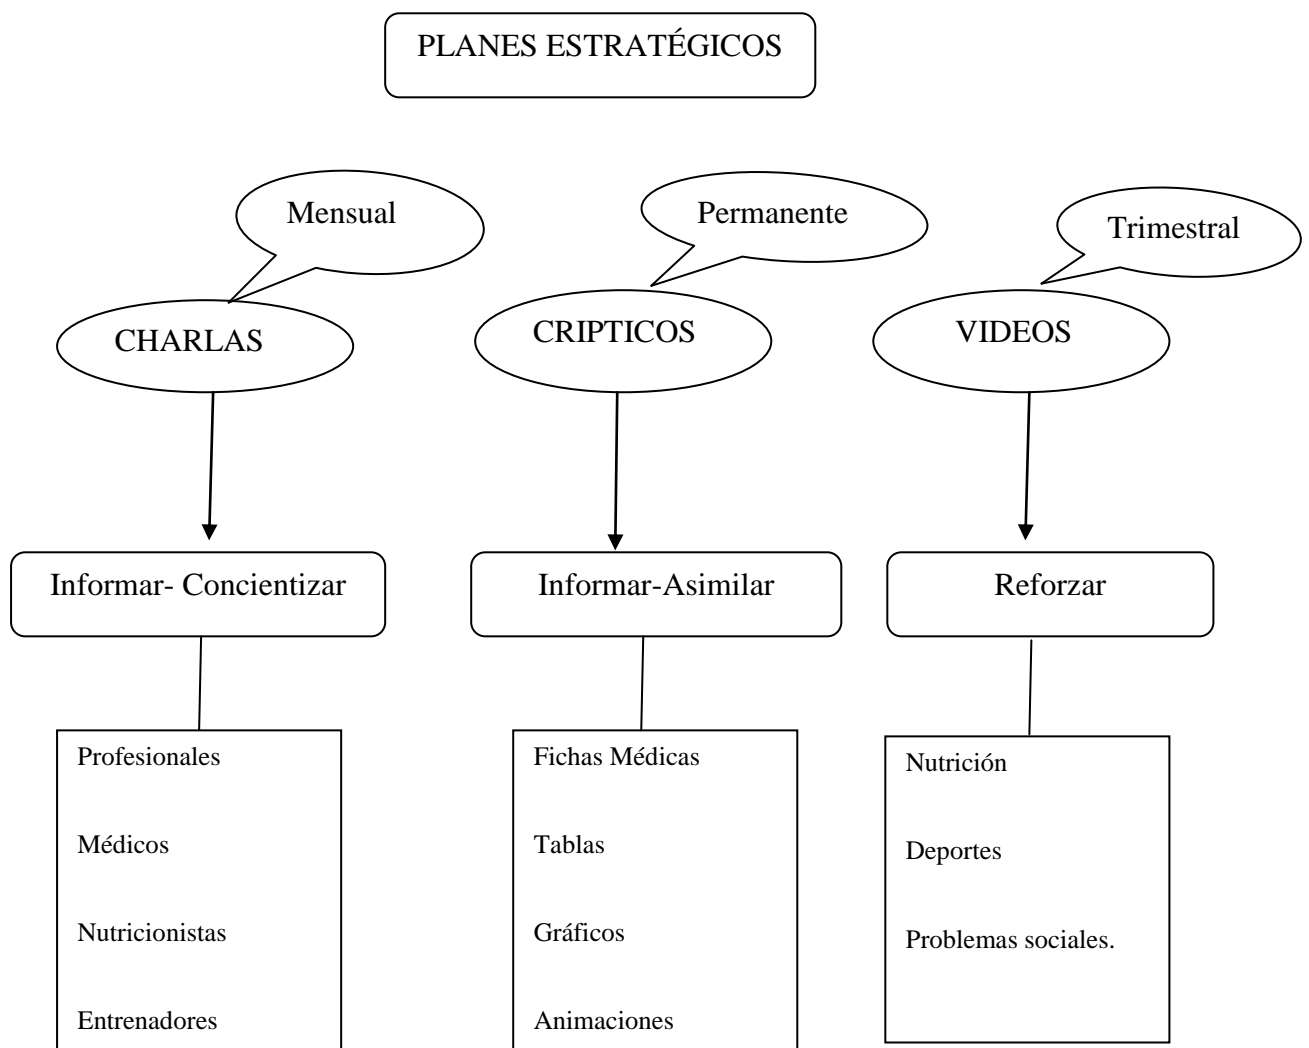 PLANES ESTRATÉGICOS
Mensual
Permanente
Trimestral
CHARLAS
CRIPTICOS
VIDEOS
Informar- Concientizar
Informar-Asimilar
Reforzar
Profesionales
Médicos
Nutricionistas
Entrenadores
Fichas Médicas
Tablas
Gráficos
Animaciones
Nutrición
Deportes
Problemas sociales.